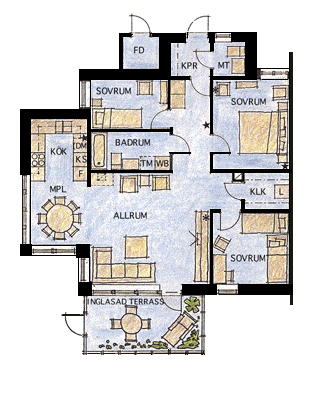 FD
KPR
MT
SOVRUM
SOVRUM
BADRUM
KÖK
DM
KS
F
TM WB
MPL
KLK
L
ALLRUM
SOVRUM
INGLASAD TERRASS